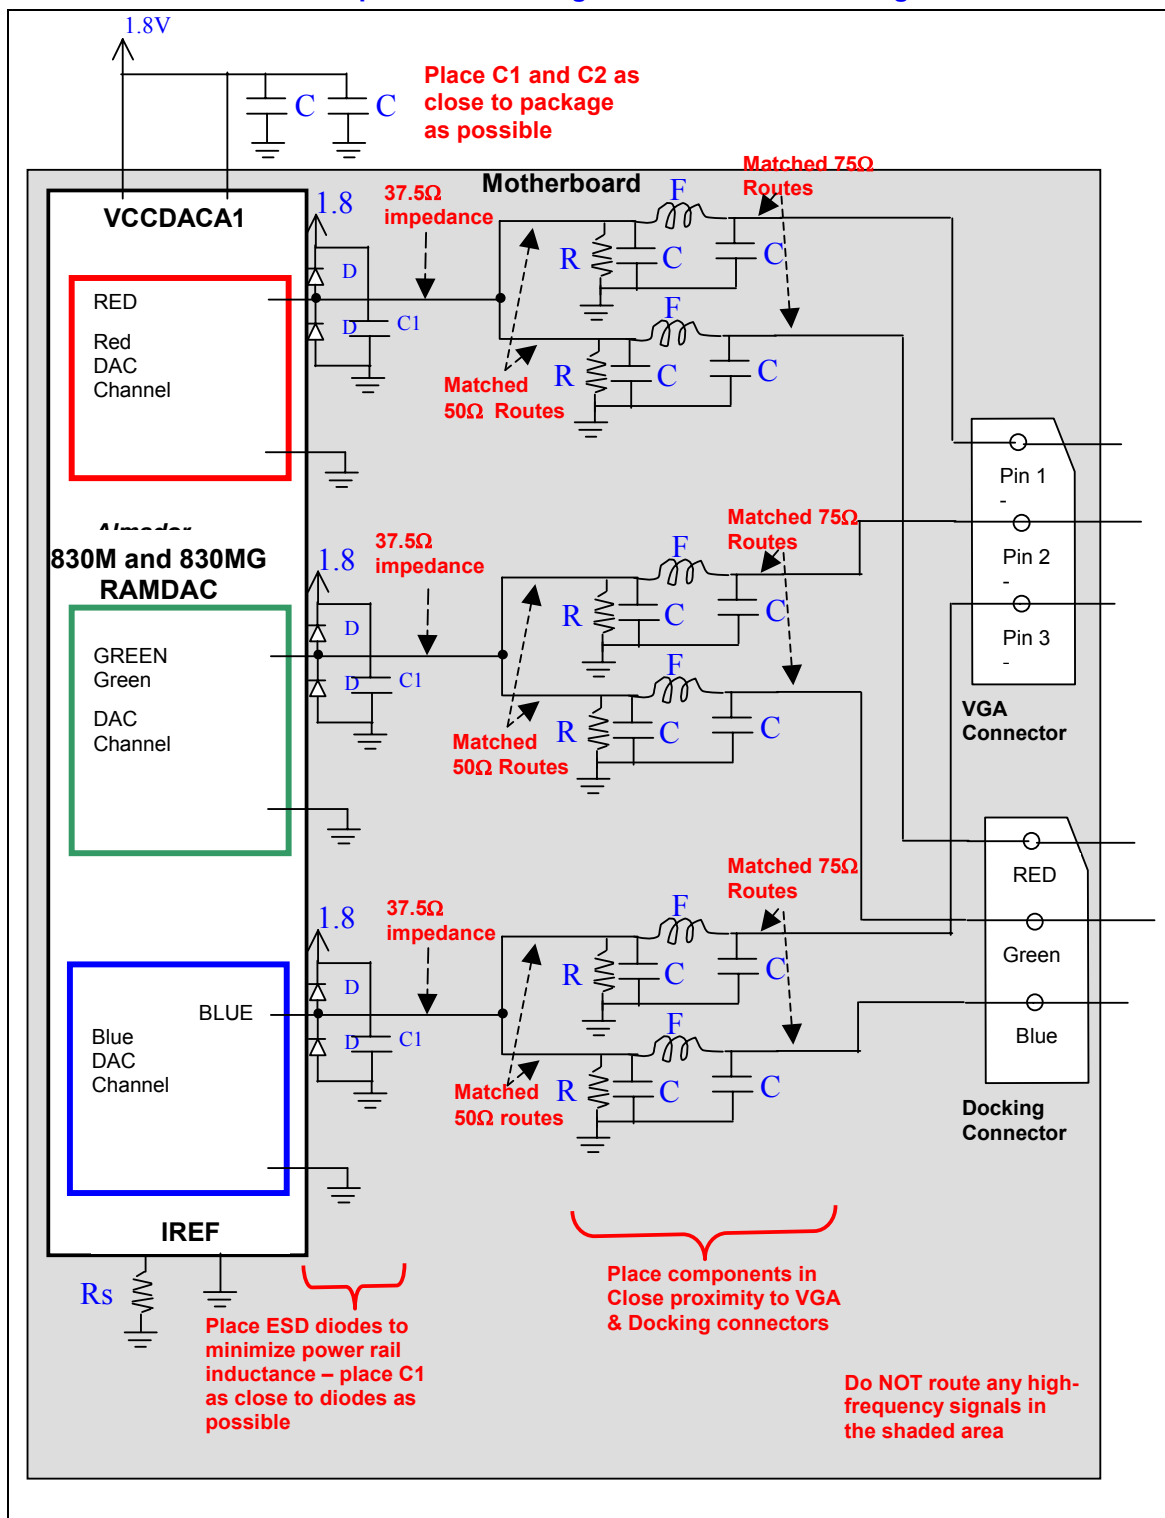 1.8V
C
C
Place C1 and C2 as
close to package
as possible
Motherboard
Matched 75Ω
Routes
VCCDACA1
1.8
37.5Ω
impedance
F
D
D
C1
R
C
C
RED
Red
DAC
Channel
F
R
C
C
Matched
50Ω Routes
Pin 1
-
Pin 2
-
Pin 3
-
VGA
Connector
830M and 830MG
RAMDAC
1.8
37.5Ω
impedance
Matched 75Ω
Routes
F
D
D
C1
R
C
C
GREEN
Green
DAC
Channel
F
R
C
C
Matched
50Ω Routes
RED
Green
Blue
Docking
Connector
1.8
37.5Ω
impedance
Matched 75Ω
Routes
F
D
D
C1
R
C
C
BLUE
Blue
DAC
Channel
F
R
C
C
Matched
50Ω routes
IREF
Rs
Place ESD diodes to
minimize power rail
inductance – place C1
as close to diodes as
possible
Place components in
Close proximity to VGA
& Docking connectors
Do NOT route any high-
frequency signals in
the shaded area